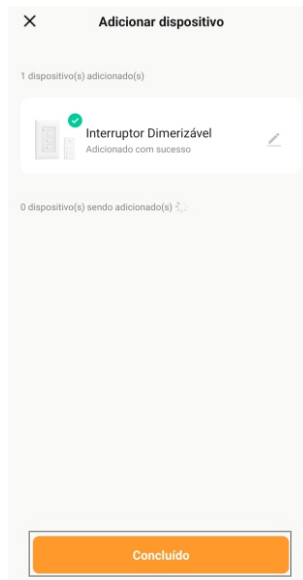 Adicionar dispositivo
1 dispositivo(s) adicionado(s)
Interruptor Dimerizável
Adicionado com sucesso
0 dispositivo(s) sendo adicionado(s)
Concluído